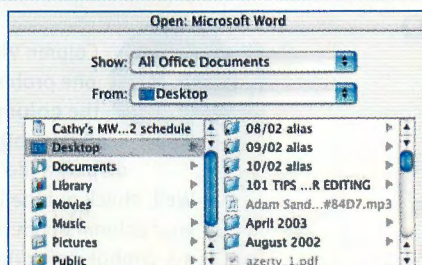 Open: Microsoft Word
Show: All Office Documents
From: Desktop
Cathy's MW...2 schedule
Desktop
Documents
Library
Movies
Music
Pictures
Public
08/02 alias
09/02 alias
10/02 alias
101 TIPS ...R EDITING
Adam Sand...#84D7.mp3
April 2003
August 2002
azerty_1.pdf